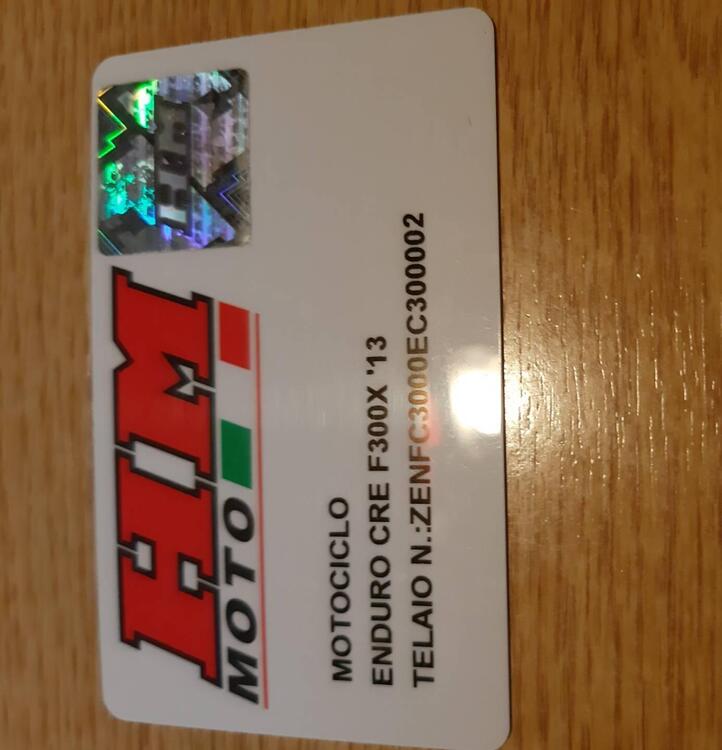 HM
MOTO
MOTOCICLO
ENDURO CRE F300X '13
TELAIO N.:ZENFC3000EC300002